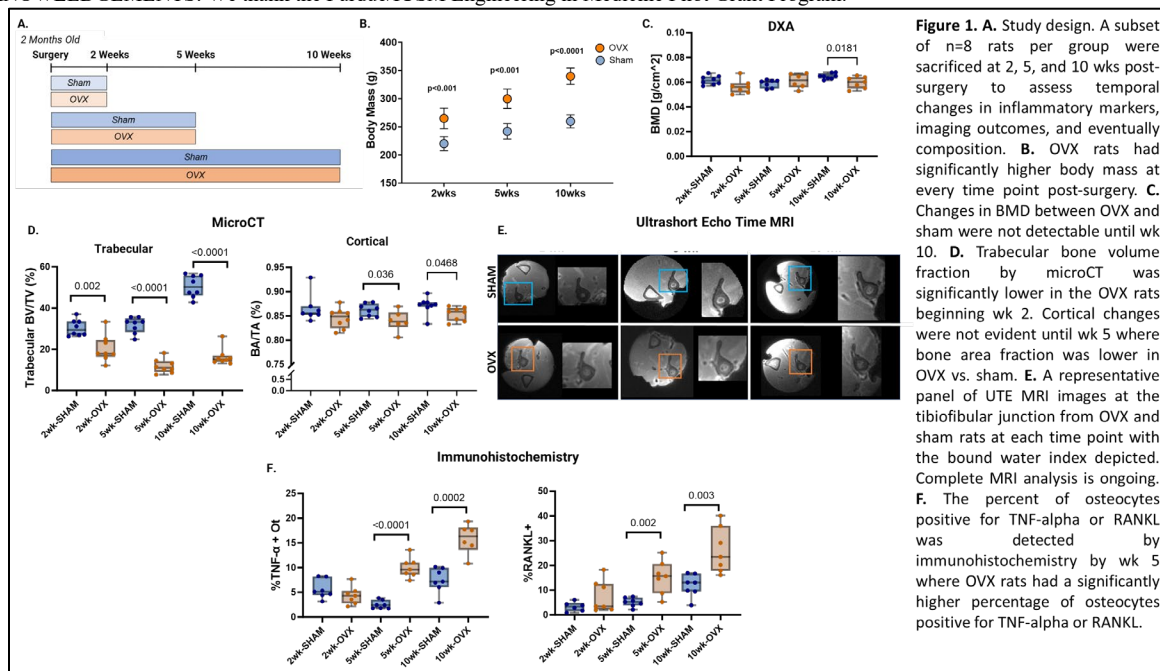 We thank the Purdue/
Engineering in Medicine Pilot Grant Program.
A.
2 Months Old
Surgery 2 Weeks 5 Weeks 10 Weeks
Sham
OVX
Sham
OVX
Sham
OVX
B.
Body Mass (g)
400
350
300
250
200
150
p<0.001
p<0.001
p<0.0001
OVX
Sham
2wks 5wks 10wks
C.
DXA
BMD [g/cm^2]
0.10
0.08
0.06
0.04
0.02
0.00
0.0181
2wk-SHAM
2wk-OVX
5wk-SHAM
5wk-OVX
10wk-SHAM
10wk-OVX
MicroCT
D.
Trabecular
Trabecular BV/TV (%)
60
40
20
0
0.002
<0.0001
<0.0001
2wk-SHAM
2wk-OVX
5wk-SHAM
5wk-OVX
10wk-SHAM
10wk-OVX
Cortical
BA/TA (%)
0.95
0.90
0.85
0.80
0.75
0.5
0.0
0.036
0.0468
2wk-SHAM
2wk-OVX
5wk-SHAM
5wk-OVX
10wk-SHAM
10wk-OVX
Ultrashort Echo Time MRI
E.
SHAM
OVX
Immunohistochemistry
F.
%TNF-α + Ot
25
20
15
10
5
0
<0.0001
0.0002
2wk-SHAM
2wk-OVX
5wk-SHAM
5wk-OVX
10wk-SHAM
10wk-OVX
%RANKL+
50
40
30
20
10
0
0.002
0.003
2wk-SHAM
2wk-OVX
5wk-SHAM
5wk-OVX
10wk-SHAM
10wk-OVX
Figure 1. A. Study design. A subset
of n=8 rats per group were
sacrificed at 2, 5, and 10 wks post-
surgery to assess temporal
changes in inflammatory markers,
imaging outcomes, and eventually
composition. B. OVX rats had
significantly higher body mass at
every time point post-surgery. C.
Changes in BMD between OVX and
sham were not detectable until wk
10. D. Trabecular bone volume
fraction by microCT was
significantly lower in the OVX rats
beginning wk 2. Cortical changes
were not evident until wk 5 where
bone area fraction was lower in
OVX vs. sham. E. A representative
panel of UTE MRI images at the
tibiofibular junction from OVX and
sham rats at each time point with
the bound water index depicted.
Complete MRI analysis is ongoing.
F. The percent of osteocytes
positive for TNF-alpha or RANKL
was detected by
immunohistochemistry by wk 5
where OVX rats had a significantly
higher percentage of osteocytes
positive for TNF-alpha or RANKL.